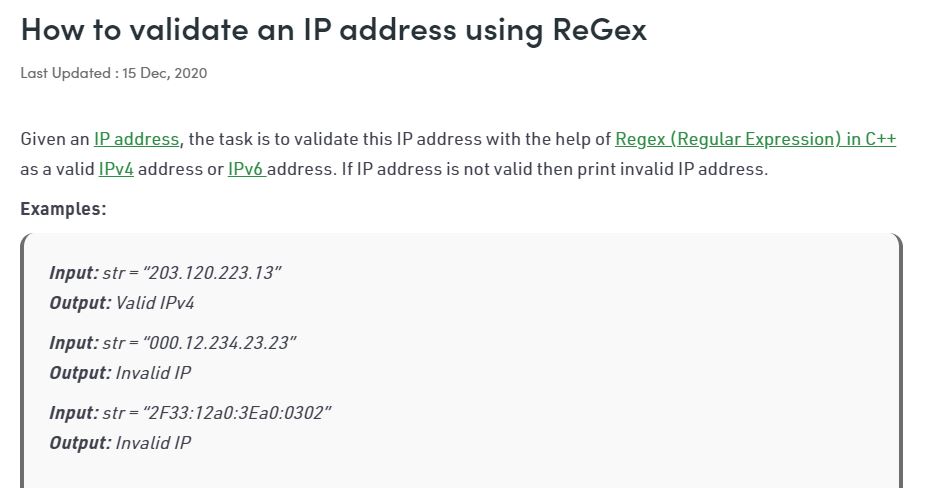 How to validate an IP address using ReGex
Last Updated : 15 Dec, 2020
Given an IP address, the task is to validate this IP address with the help of Regex (Regular Expression) in C++
as a valid IPv4 address or IPv6 address. If IP address is not valid then print invalid IP address.
Examples:
Input: str = “203.120.223.13”
Output: Valid IPv4
Input: str = “000.12.234.23.23”
Output: Invalid IP
Input: str = “2F33:12a0:3Ea0:0302”
Output: Invalid IP